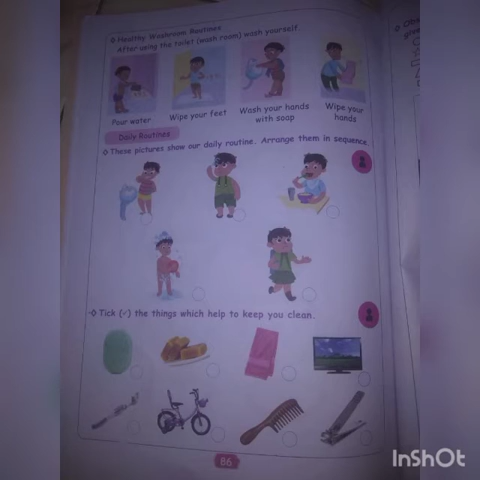 Healthy Washroom Routines
After using the toilet (wash room) wash yourself.
Pour water
Wipe your feet
Wash your hands
with soap
Wipe your
hands
Daily Routines
These pictures show our daily routine. Arrange them in sequence.
Tick (✓) the things which help to keep you clean.
86
InShOt